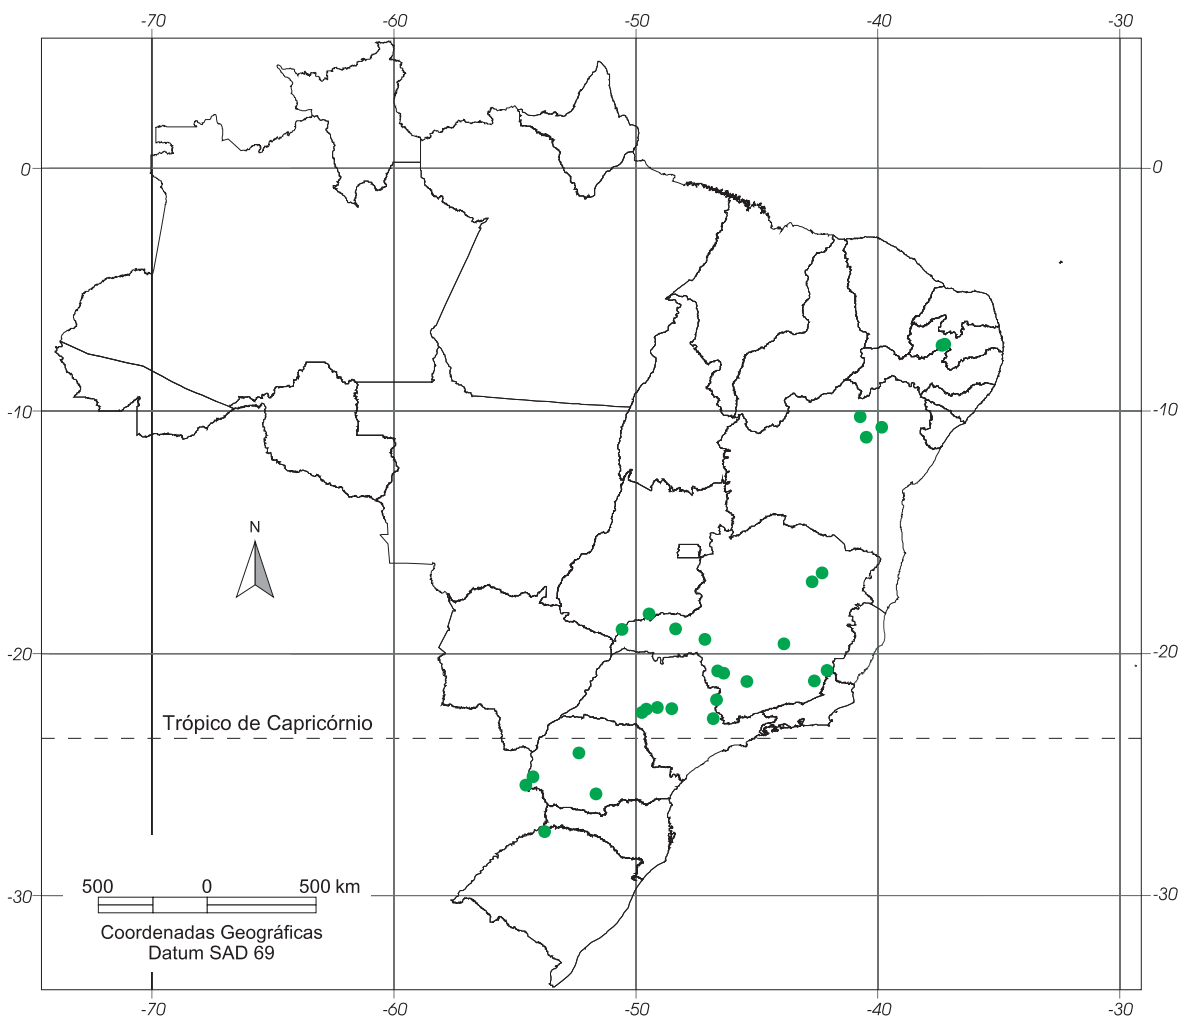 -70 -60 -50 -40 -30
0 0
-10 -10
N
-20 -20
Trópico de Capricórnio
500 0 500 km
-30 -30
Coordenadas Geográficas
Datum SAD 69
-70 -60 -50 -40 -30